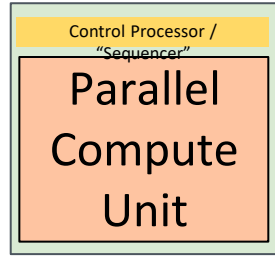 Control Processor /
“Sequencer”
Parallel
Compute
Unit